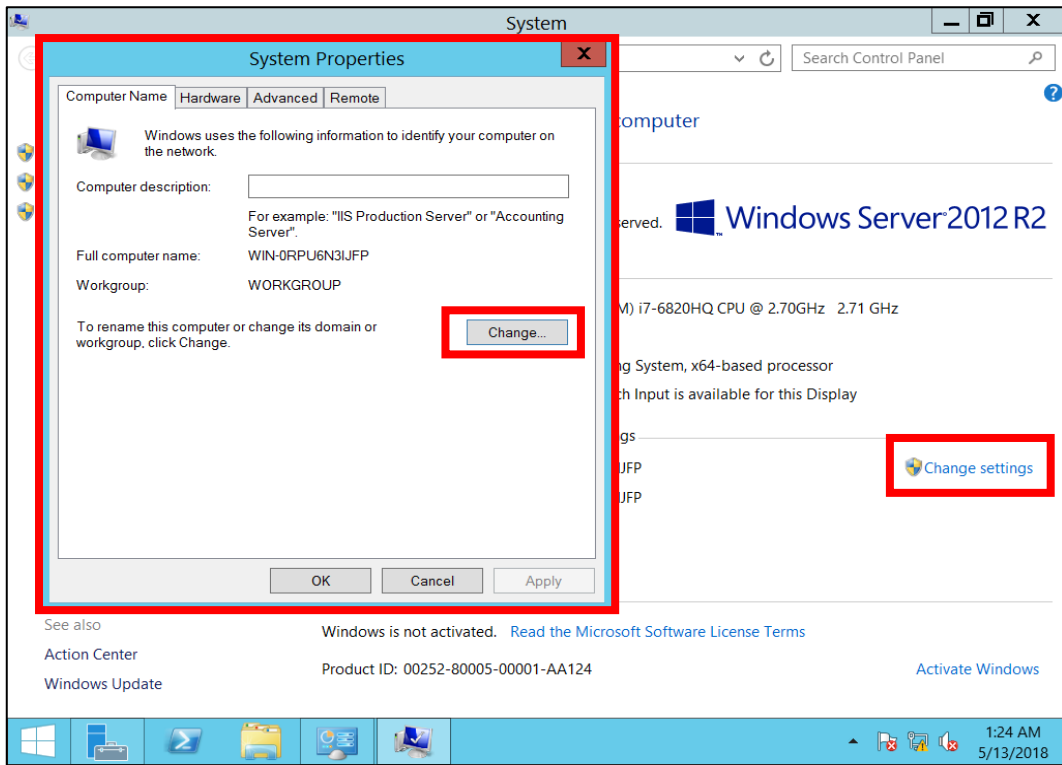 System
System Properties
Search Control Panel
Computer Name Hardware Advanced Remote
Windows uses the following information to identify your computer on
the network.
Computer description:
For example: "IIS Production Server" or "Accounting
Server".
Full computer name: WIN-0RPU6N3IJFP
Workgroup: WORKGROUP
To rename this computer or change its domain or
workgroup, click Change.
Change...
OK Cancel Apply
computer
served. Windows Server 2012 R2
M) i7-6820HQ CPU @ 2.70GHz 2.71 GHz
ng System, x64-based processor
ch Input is available for this Display
gs
JFP
Change settings
JFP
See also
Action Center
Windows Update
Windows is not activated. Read the Microsoft Software License Terms
Product ID: 00252-80005-00001-AA124
Activate Windows
1:24 AM
5/13/2018